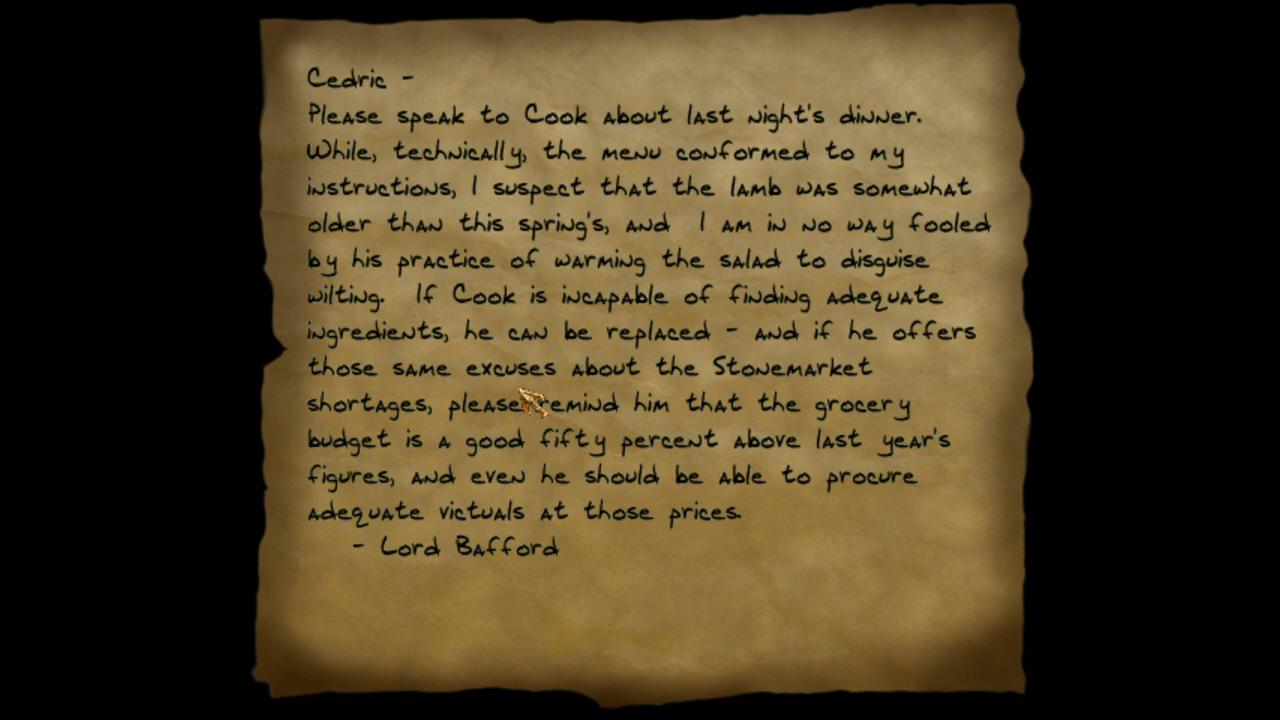 Cedric -
Please speak to Cook about last night's dinner.
While, technically, the menu conformed to my
instructions, I suspect that the lamb was somewhat
older than this spring's, and I am in no way fooled
by his practice of warming the salad to disguise
wilting. If Cook is incapable of finding adequate
ingredients, he can be replaced - and if he offers
those same excuses about the Stonemarket
shortages, please remind him that the grocery
budget is a good fifty percent above last year's
figures, and even he should be able to procure
adequate victuals at those prices.
- Lord Bafford